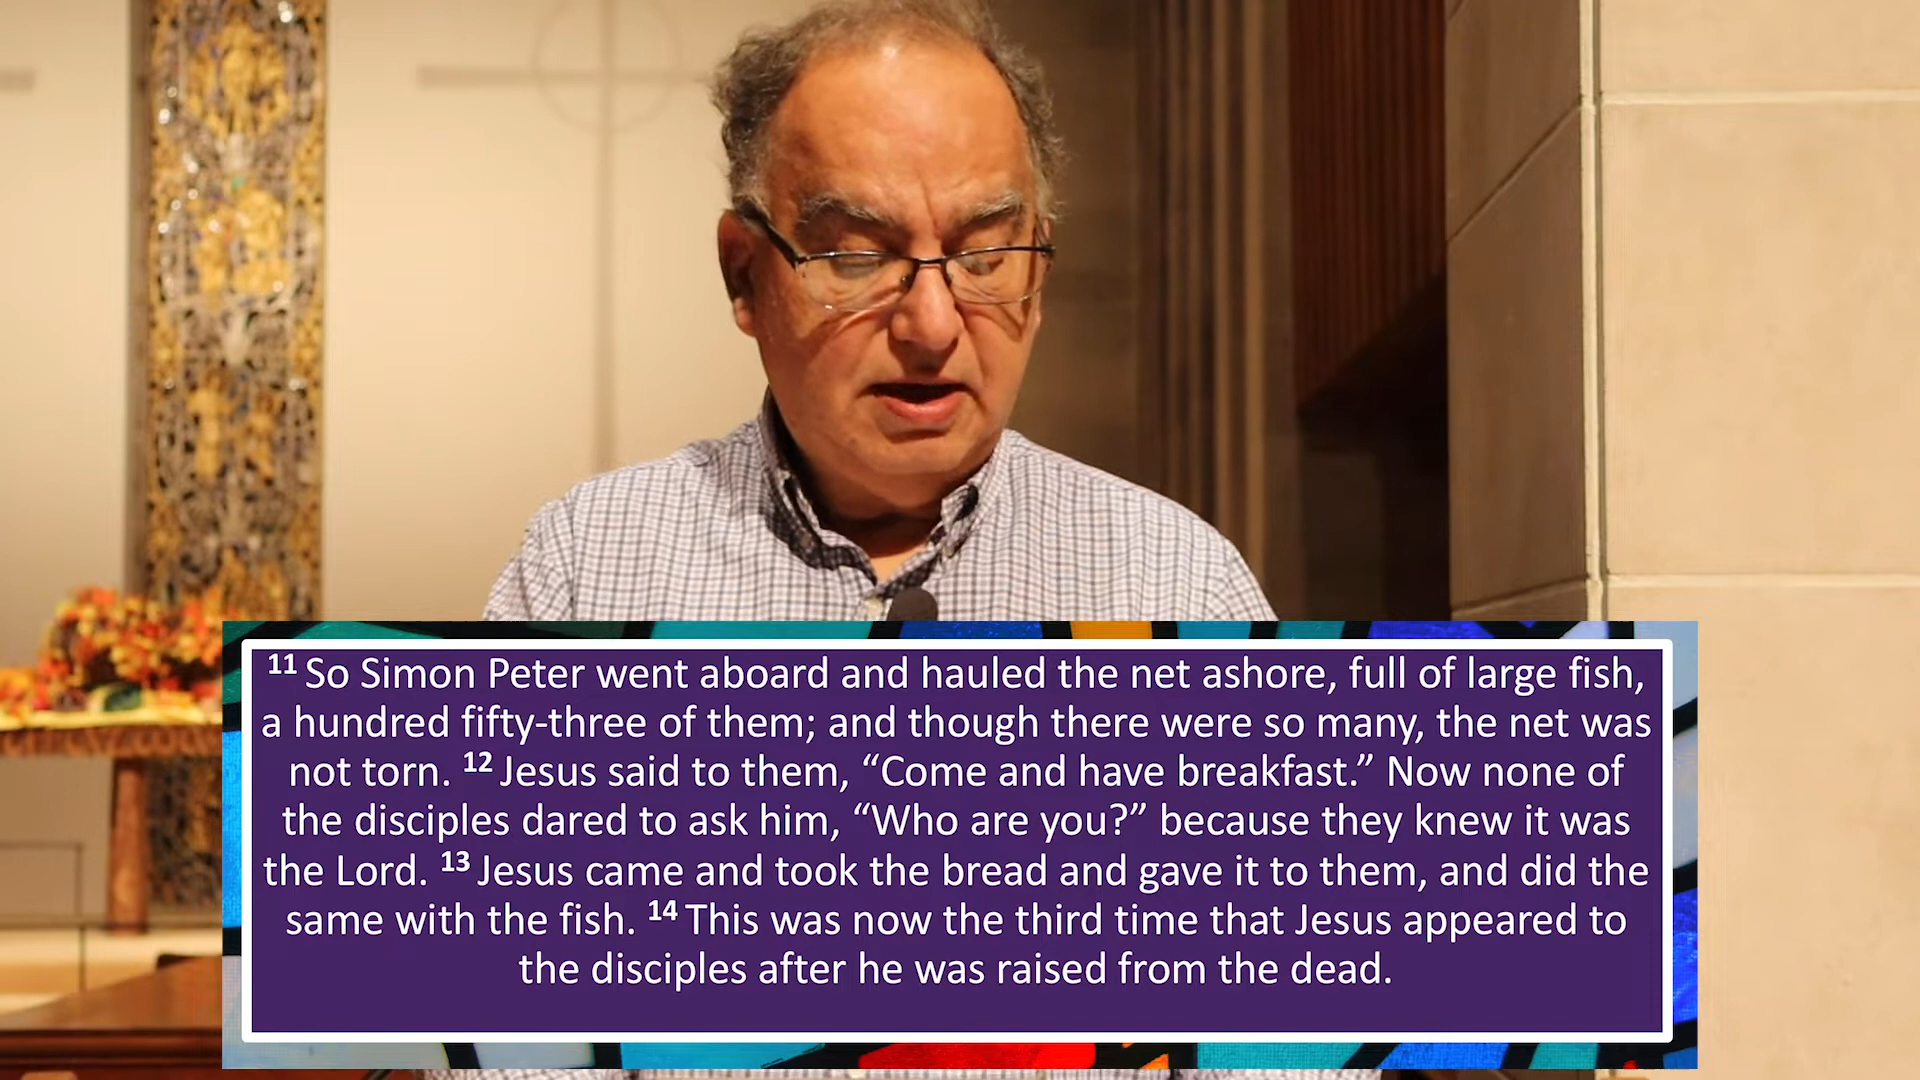 11 So Simon Peter went aboard and hauled the net ashore, full of large fish,
a hundred fifty-three of them; and though there were so many, the net was
not torn. 12 Jesus said to them, “Come and have breakfast.” Now none of
the disciples dared to ask him, “Who are you?” because they knew it was
the Lord. 13 Jesus came and took the bread and gave it to them, and did the
same with the fish. 14 This was now the third time that Jesus appeared to
the disciples after he was raised from the dead.